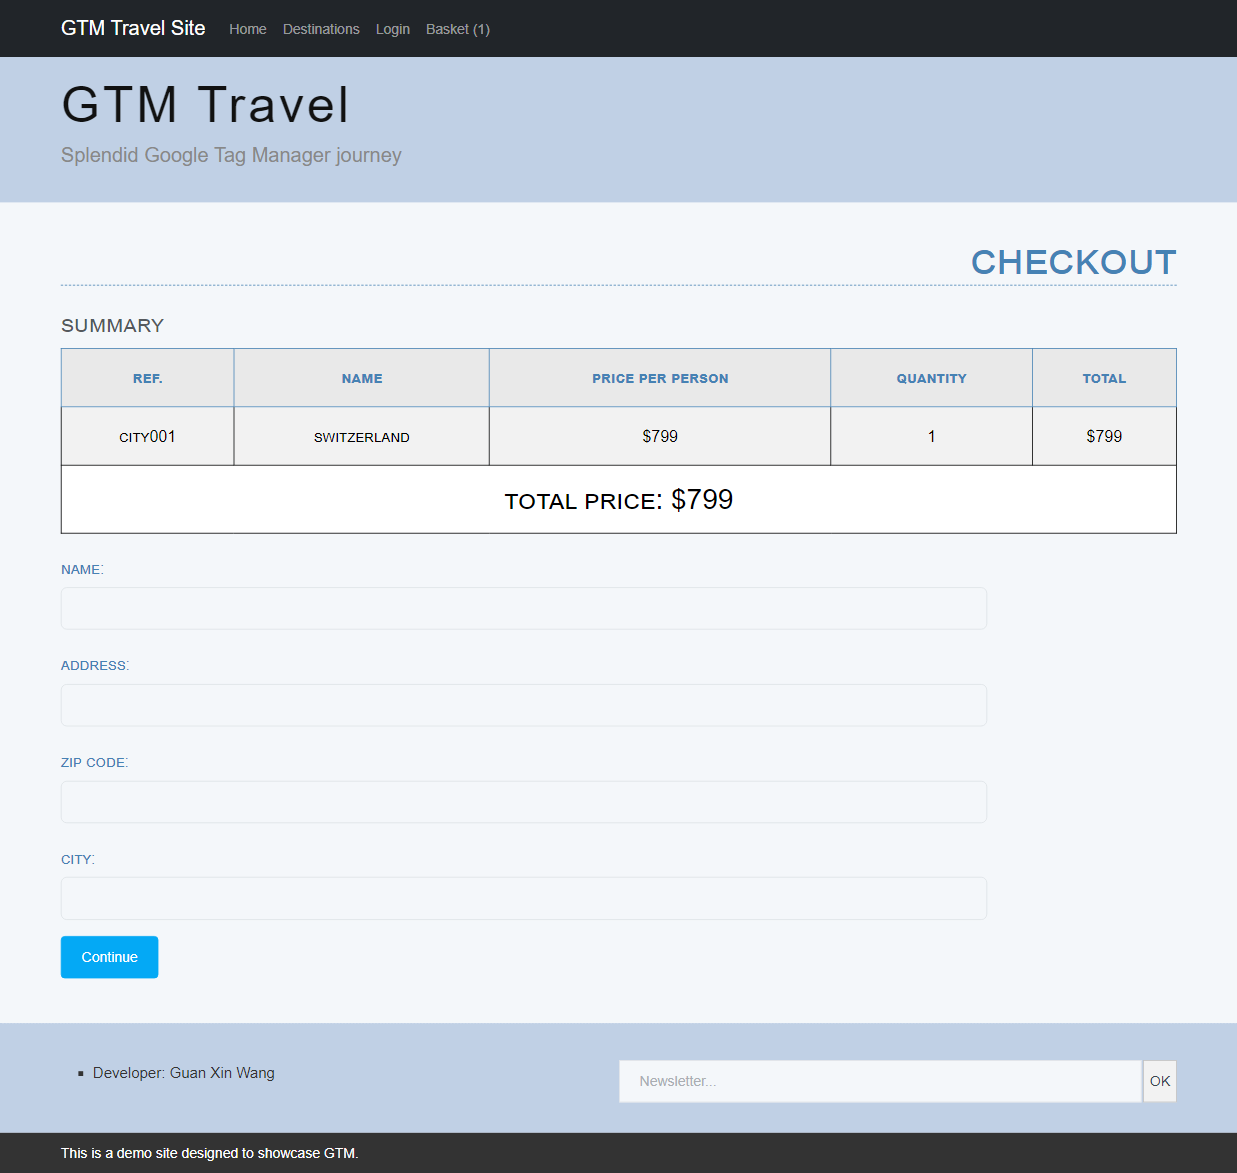 GTM Travel Site Home Destinations Login Basket (1)
GTM Travel
Splendid Google Tag Manager journey
CHECKOUT
SUMMARY
REF. NAME PRICE PER PERSON QUANTITY TOTAL
CITY001 SWITZERLAND $799 1 $799
TOTAL PRICE: $799
NAME:
ADDRESS:
ZIP CODE:
CITY:
Continue
Developer: Guan Xin Wang
Newsletter... OK
This is a demo site designed to showcase GTM.